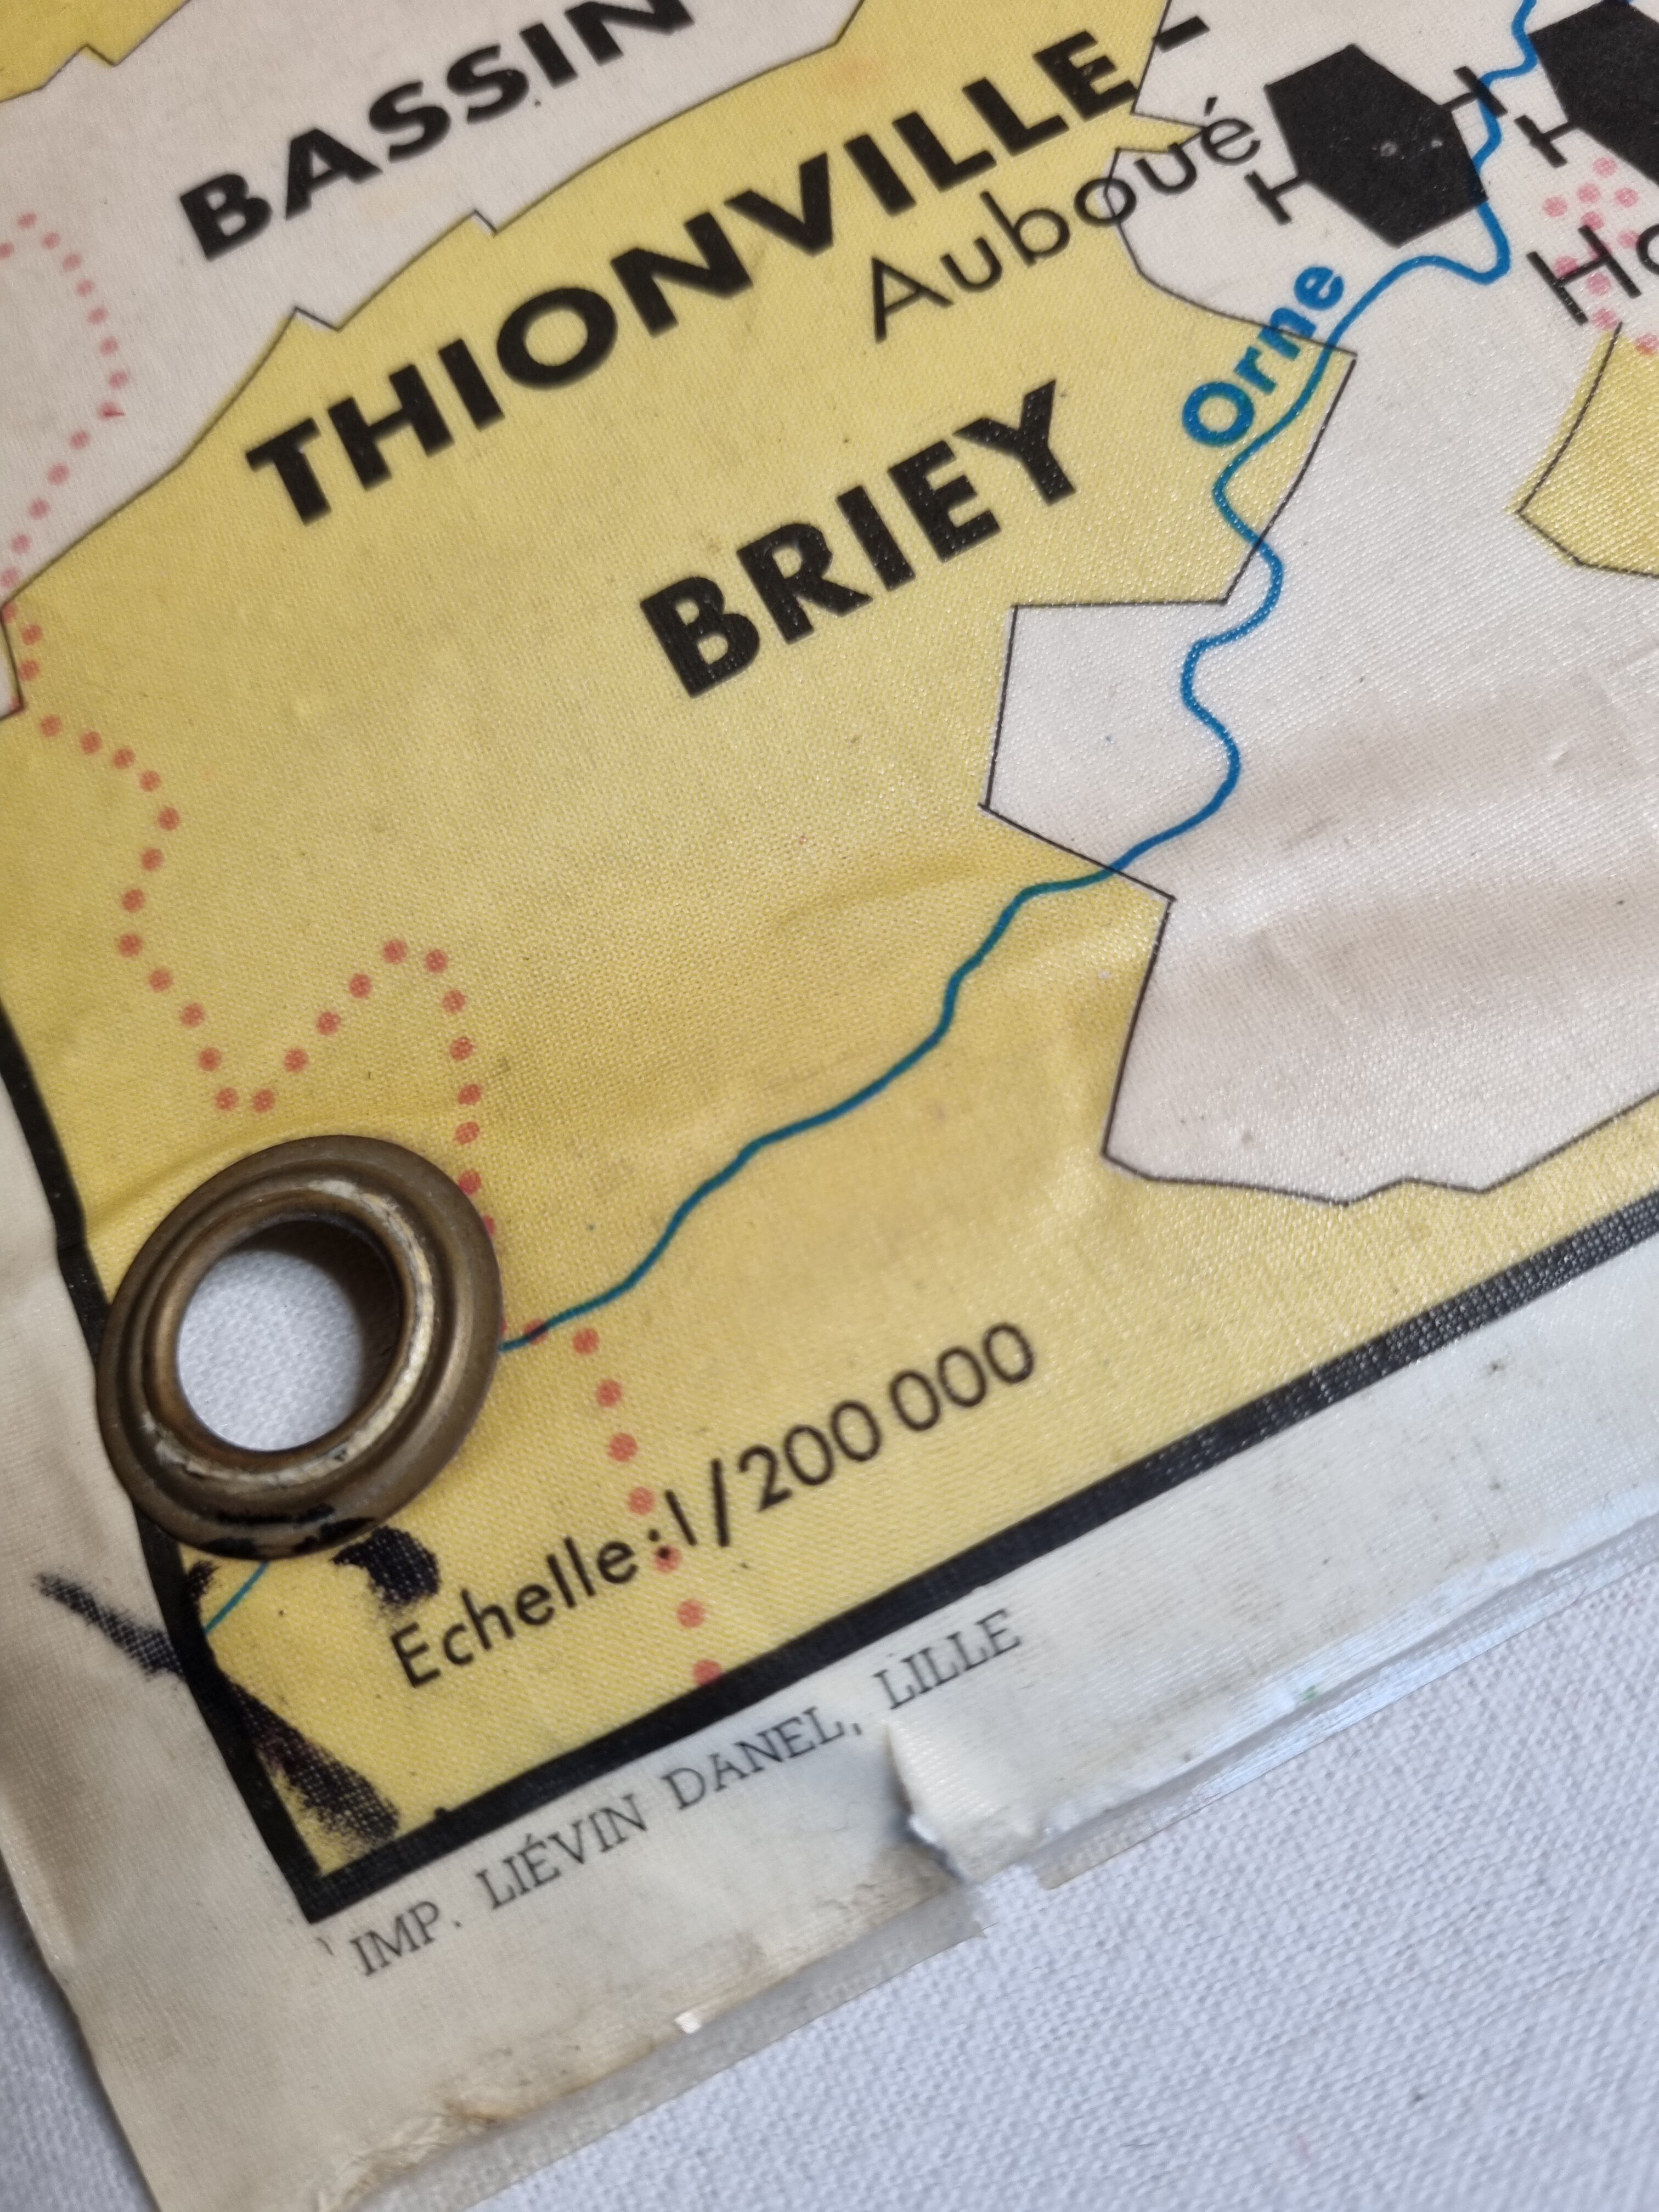 BASSIN
THIONVILLE-
Auboué
BRIEY
Orne
Echelle:1/200 000
IMP. LIÉVIN DANEL, LILLE